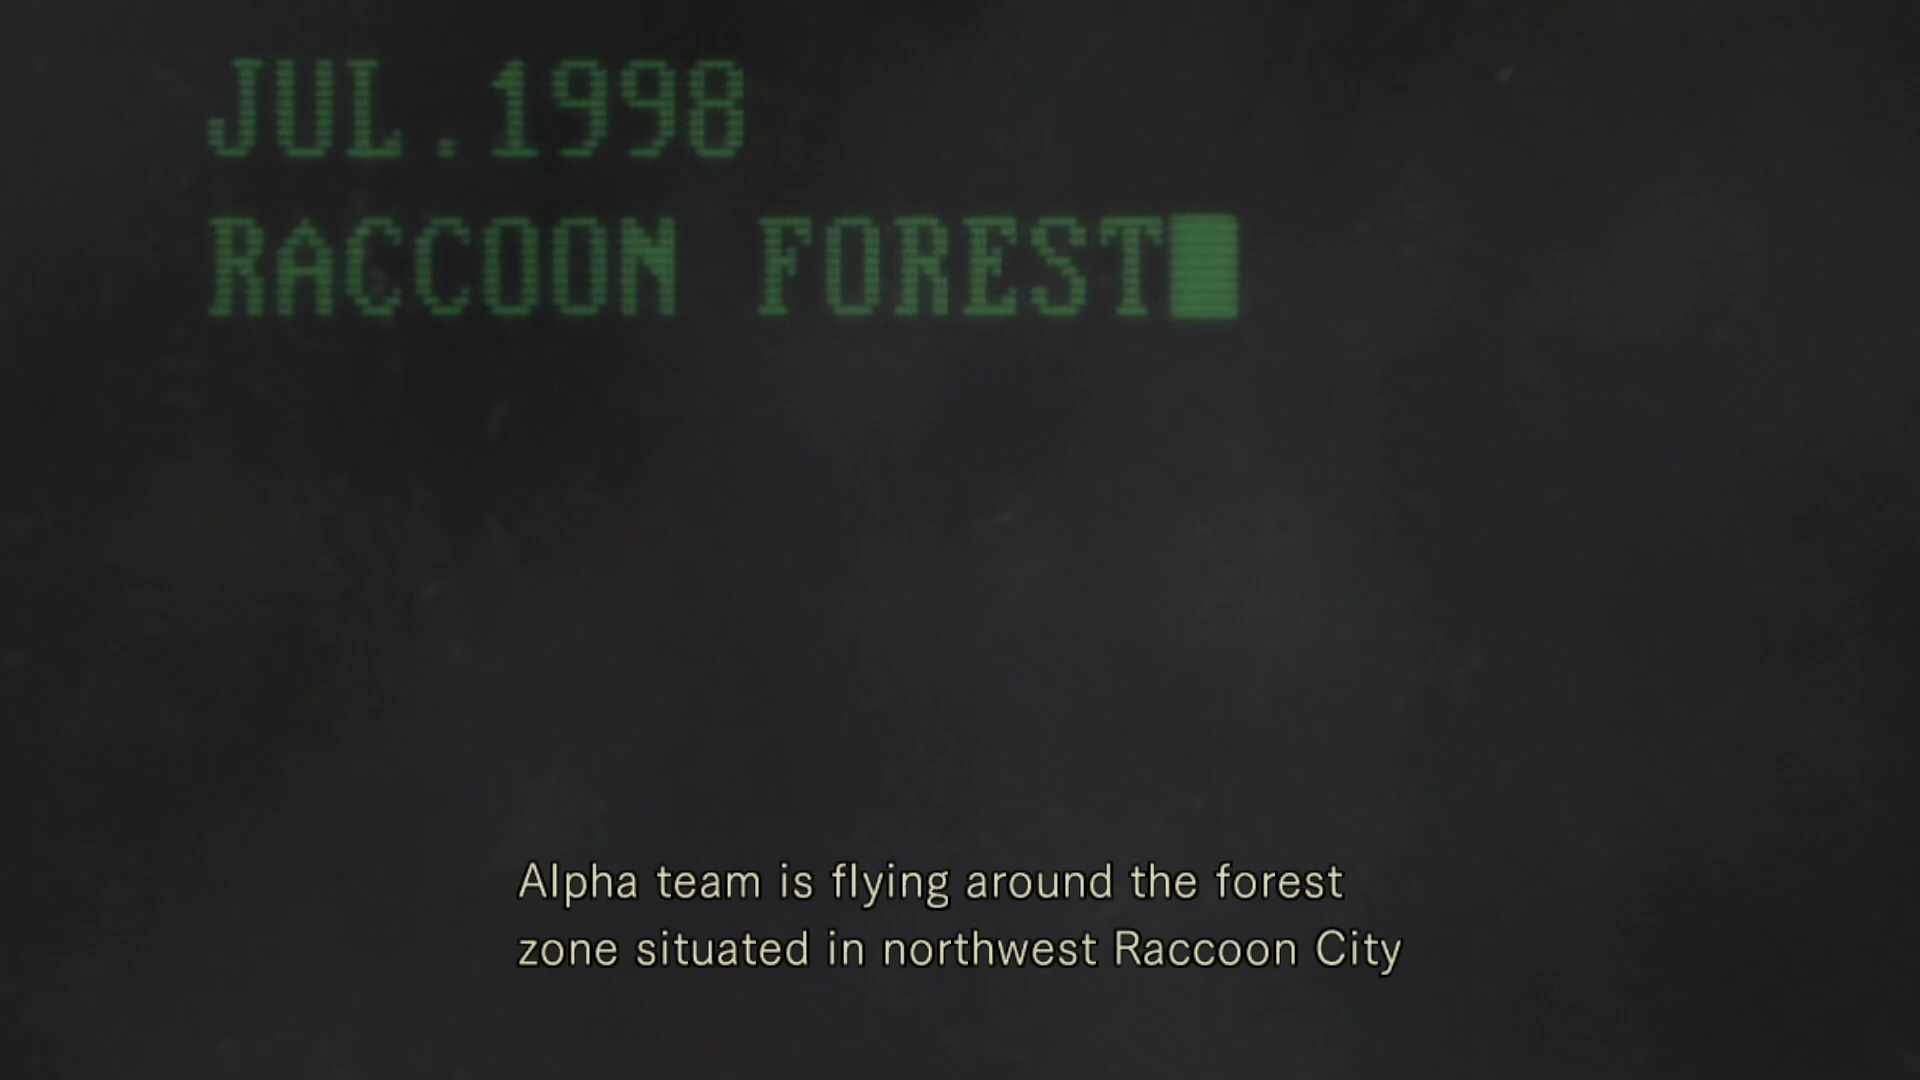 JUL.1998
RACCOON FOREST
Alpha team is flying around the forest
zone situated in northwest Raccoon City